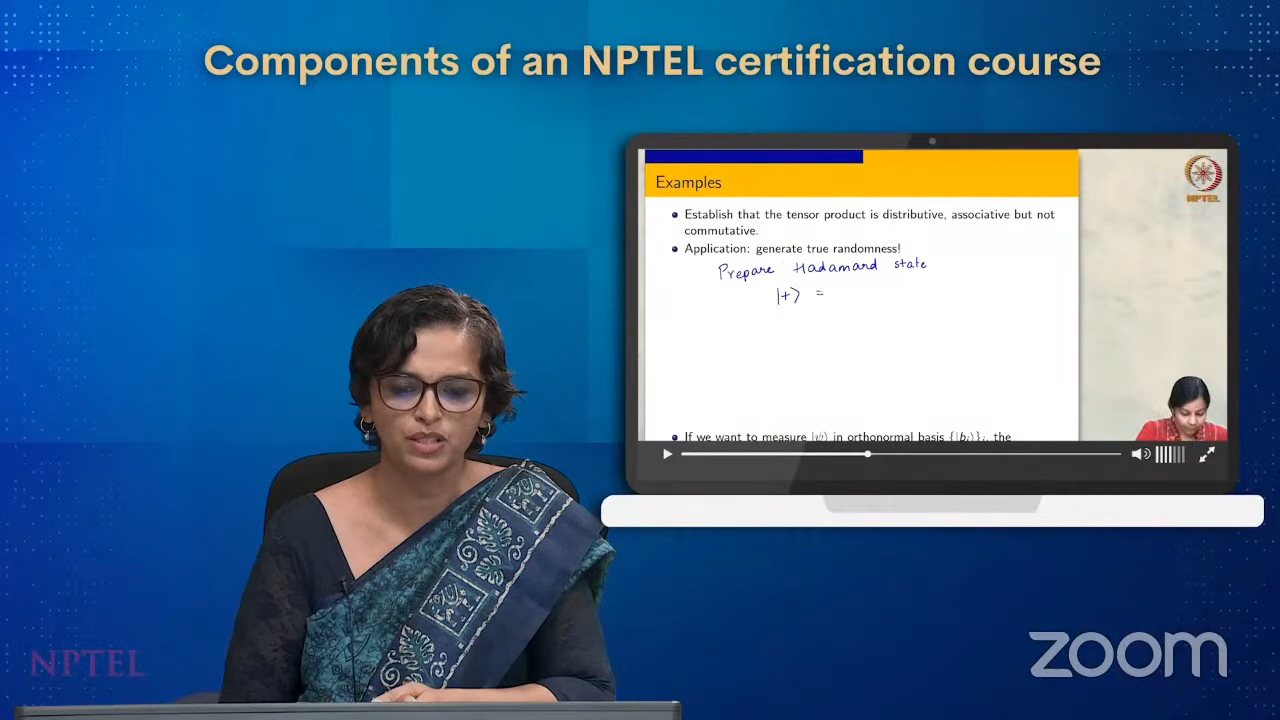 Components of an NPTEL certification course
Examples
NPTEL
• Establish that the tensor product is distributive, associative but not
commutative.
• Application: generate true randomness!
Prepare Hadamard state
|+⟩ =
• If we want to measure |ψ⟩ in orthonormal basis {|bᵢ⟩}ᵢ, the
NPTEL
zoom